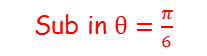 Sub in θ = π/6